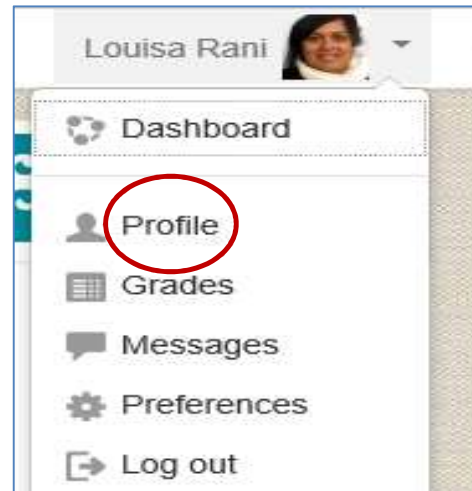 Louisa Rani
Dashboard
Profile
Grades
Messages
Preferences
Log out